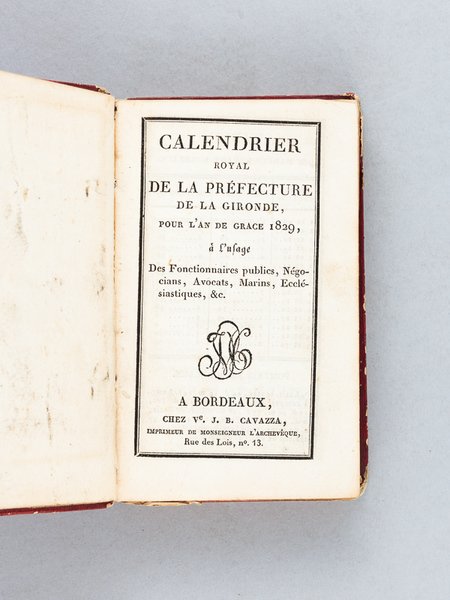 CALENDRIER
ROYAL
DE LA PRÉFECTURE
DE LA GIRONDE,
POUR L'AN DE GRACE 1829,
à l'usage
Des Fonctionnaires publics, Négo-
cians, Avocats, Marins, Ecclé-
siastiques, &c.
A BORDEAUX,
CHEZ Ve. J. B. CAVAZZA,
IMPRIMEUR DE MONSEIGNEUR L'ARCHEVÊQUE,
Rue des Lois, no. 13.